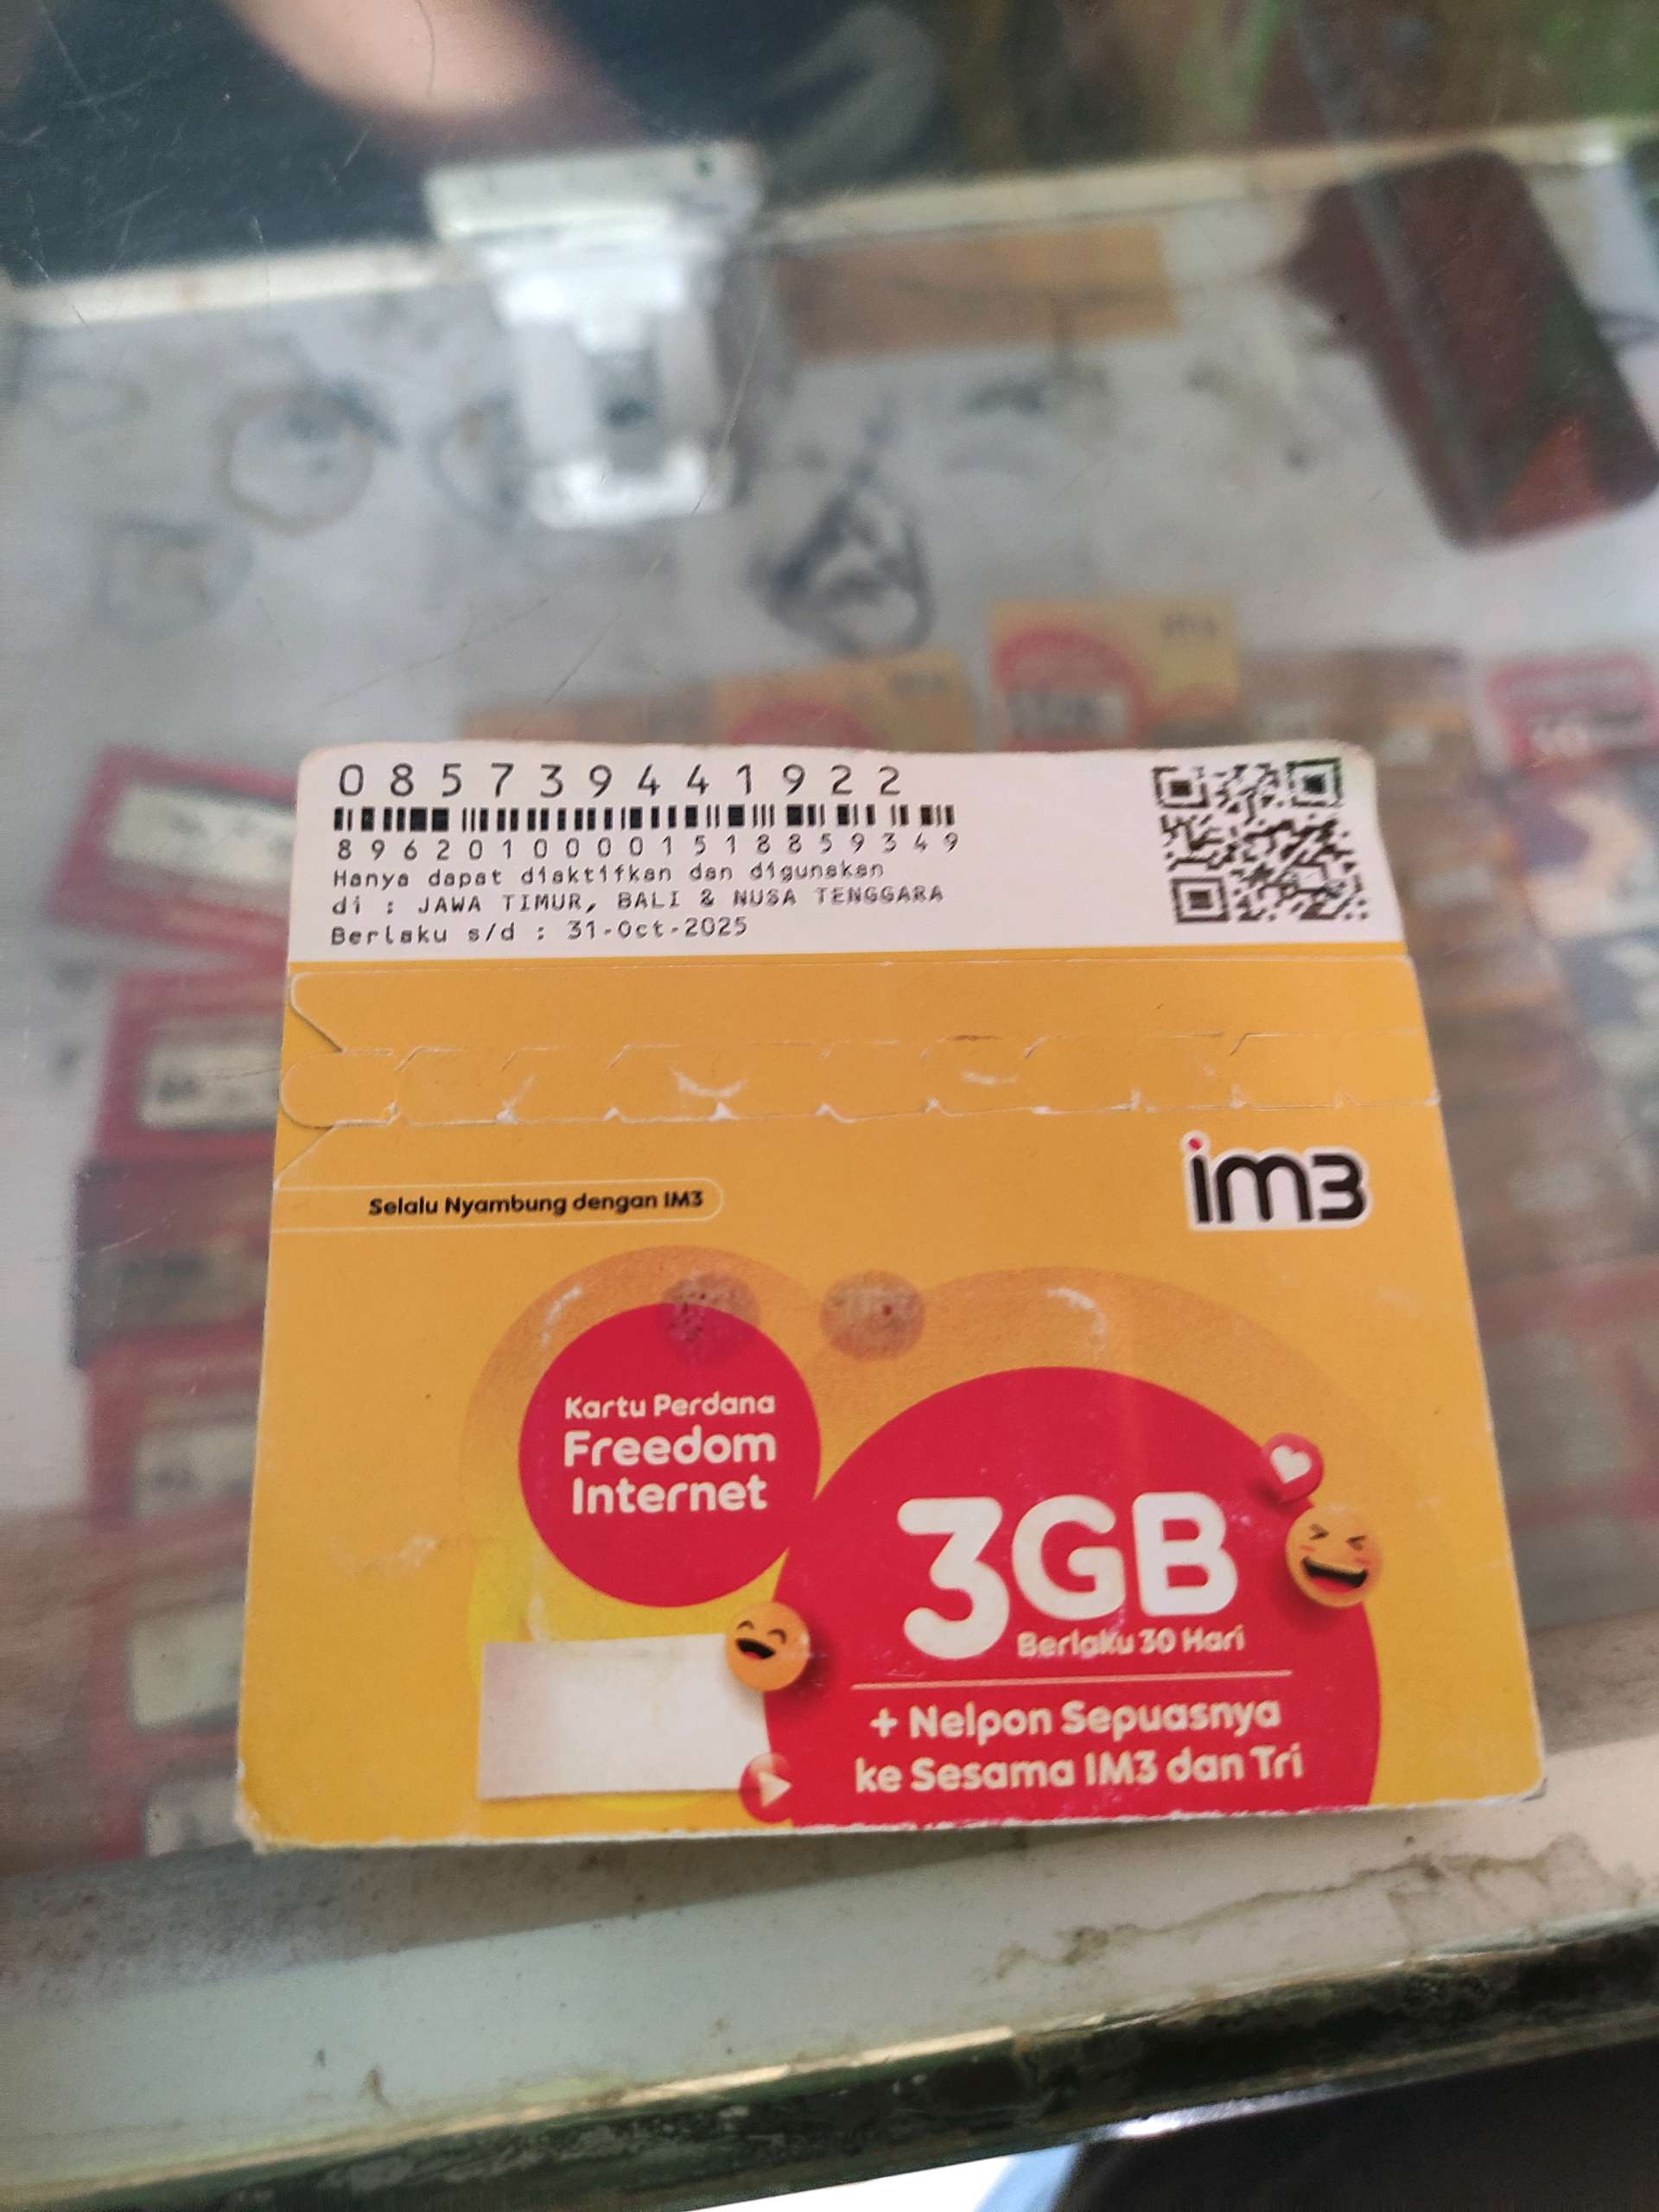 085739441922
89620100001518859349
Hanya dapat diaktifkan dan digunakan
di : JAWA TIMUR, BALI & NUSA TENGGARA
Berlaku s/d : 31-Oct-2025
im3
Selalu Nyambung dengan IM3
Kartu Perdana
Freedom
Internet
3GB
Berlaku 30 Hari
+ Nelpon Sepuasnya
ke Sesama IM3 dan Tri